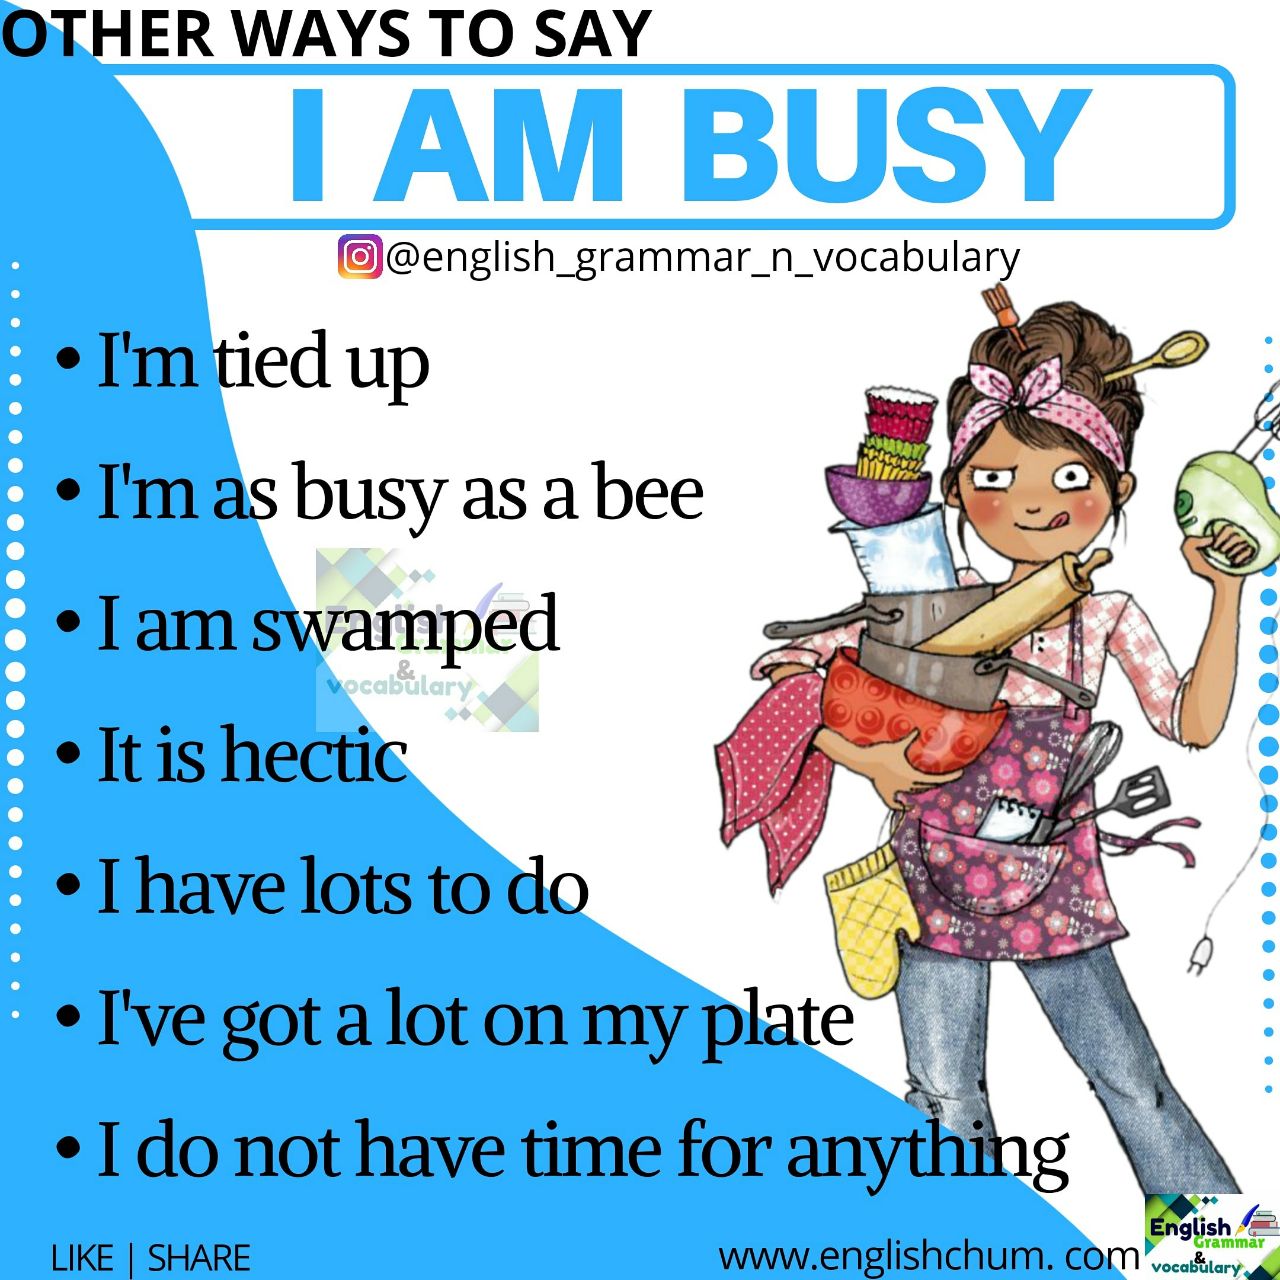 OTHER WAYS TO SAY
I AM BUSY
@english_grammar_n_vocabulary
• I'm tied up
• I'm as busy as a bee
• I am swamped
• It is hectic
• I have lots to do
• I've got a lot on my plate
• I do not have time for anything
English
Grammar
&
vocabulary
LIKE | SHARE
www.englishchum. com
English
Grammar
&
vocabulary